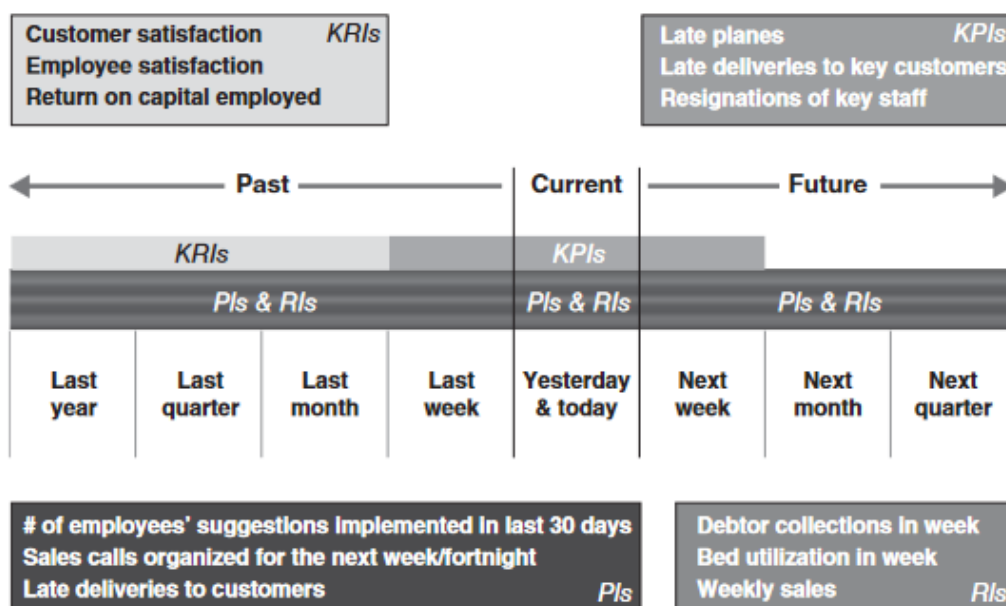 Customer satisfaction KRIs
Employee satisfaction
Return on capital employed
Late planes KPIs
Late deliveries to key customers
Resignations of key staff
Past Current Future
KRIs KPIs
PIs & RIs PIs & RIs PIs & RIs
Last Last Last Last Yesterday Next Next Next
year quarter month week & today week month quarter
# of employees' suggestions implemented in last 30 days
Sales calls organized for the next week/fortnight
Late deliveries to customers PIs
Debtor collections in week
Bed utilization in week
Weekly sales RIs